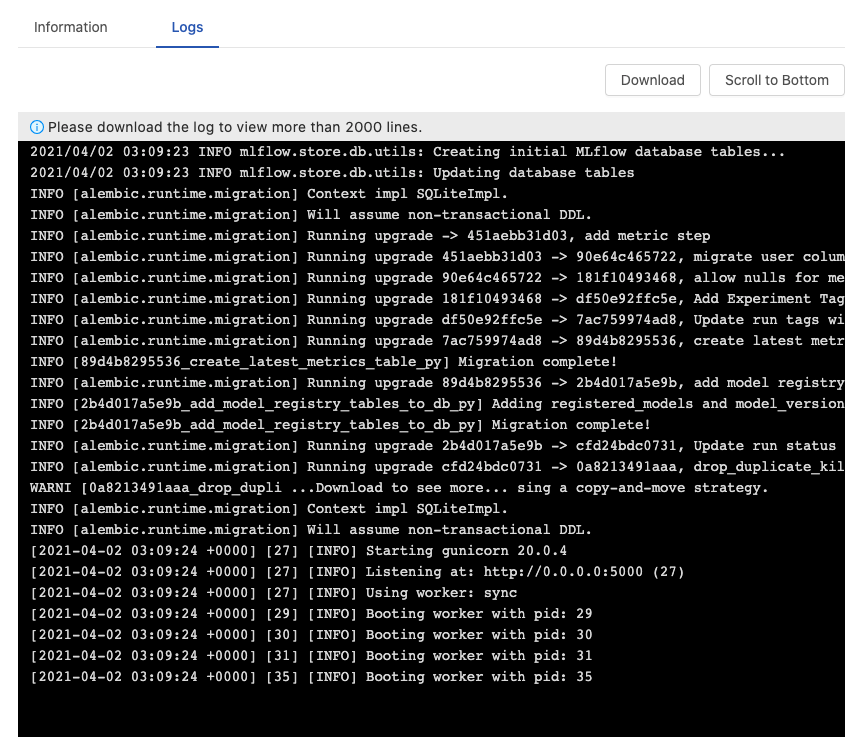 Information
Logs
Download
Scroll to Bottom
Please download the log to view more than 2000 lines.
2021/04/02 03:09:23 INFO mlflow.store.db.utils: Creating initial MLflow database tables...
2021/04/02 03:09:23 INFO mlflow.store.db.utils: Updating database tables
INFO [alembic.runtime.migration] Context impl SQLiteImpl.
INFO [alembic.runtime.migration] Will assume non-transactional DDL.
INFO [alembic.runtime.migration] Running upgrade -> 451aebb31d03, add metric step
INFO [alembic.runtime.migration] Running upgrade 451aebb31d03 -> 90e64c465722, migrate user colum
INFO [alembic.runtime.migration] Running upgrade 90e64c465722 -> 181f10493468, allow nulls for me
INFO [alembic.runtime.migration] Running upgrade 181f10493468 -> df50e92ffc5e, Add Experiment Tag
INFO [alembic.runtime.migration] Running upgrade df50e92ffc5e -> 7ac759974ad8, Update run tags wi
INFO [alembic.runtime.migration] Running upgrade 7ac759974ad8 -> 89d4b8295536, create latest metr
INFO [89d4b8295536_create_latest_metrics_table_py] Migration complete!
INFO [alembic.runtime.migration] Running upgrade 89d4b8295536 -> 2b4d017a5e9b, add model registry
INFO [2b4d017a5e9b_add_model_registry_tables_to_db_py] Adding registered_models and model_version
INFO [2b4d017a5e9b_add_model_registry_tables_to_db_py] Migration complete!
INFO [alembic.runtime.migration] Running upgrade 2b4d017a5e9b -> cfd24bdc0731, Update run status
INFO [alembic.runtime.migration] Running upgrade cfd24bdc0731 -> 0a8213491aaa, drop_duplicate_kil
WARNI [0a8213491aaa_drop_dupli ...Download to see more... sing a copy-and-move strategy.
INFO [alembic.runtime.migration] Context impl SQLiteImpl.
INFO [alembic.runtime.migration] Will assume non-transactional DDL.
[2021-04-02 03:09:24 +0000] [27] [INFO] Starting gunicorn 20.0.4
[2021-04-02 03:09:24 +0000] [27] [INFO] Listening at: http://0.0.0.0:5000 (27)
[2021-04-02 03:09:24 +0000] [27] [INFO] Using worker: sync
[2021-04-02 03:09:24 +0000] [29] [INFO] Booting worker with pid: 29
[2021-04-02 03:09:24 +0000] [30] [INFO] Booting worker with pid: 30
[2021-04-02 03:09:24 +0000] [31] [INFO] Booting worker with pid: 31
[2021-04-02 03:09:24 +0000] [35] [INFO] Booting worker with pid: 35